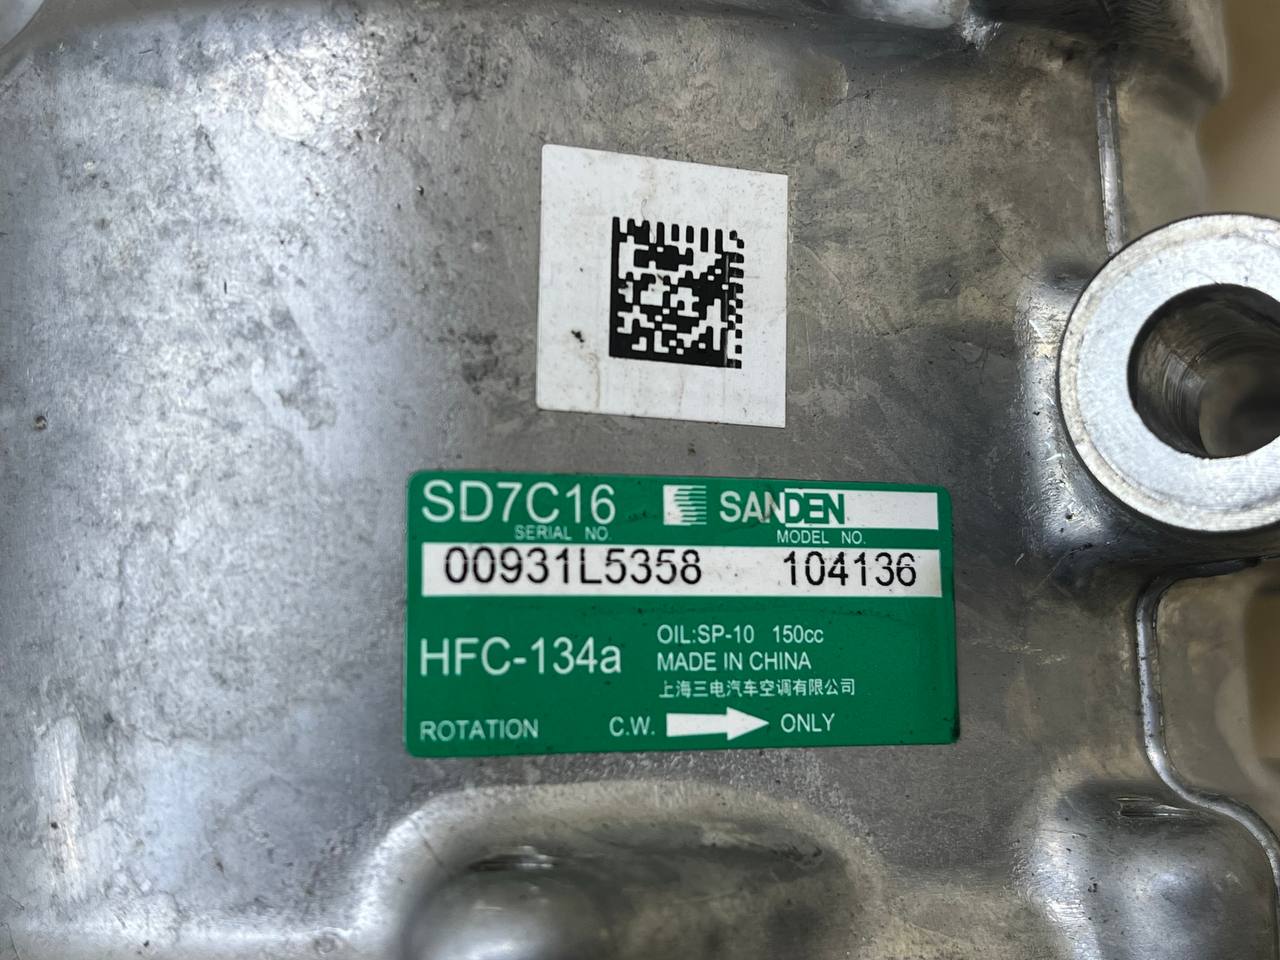 SD7C16 SANDEN
SERIAL NO. MODEL NO.
00931L5358 104136
HFC-134a
OIL:SP-10 150cc
MADE IN CHINA
上海三电汽车空调有限公司
ROTATION C.W. ONLY